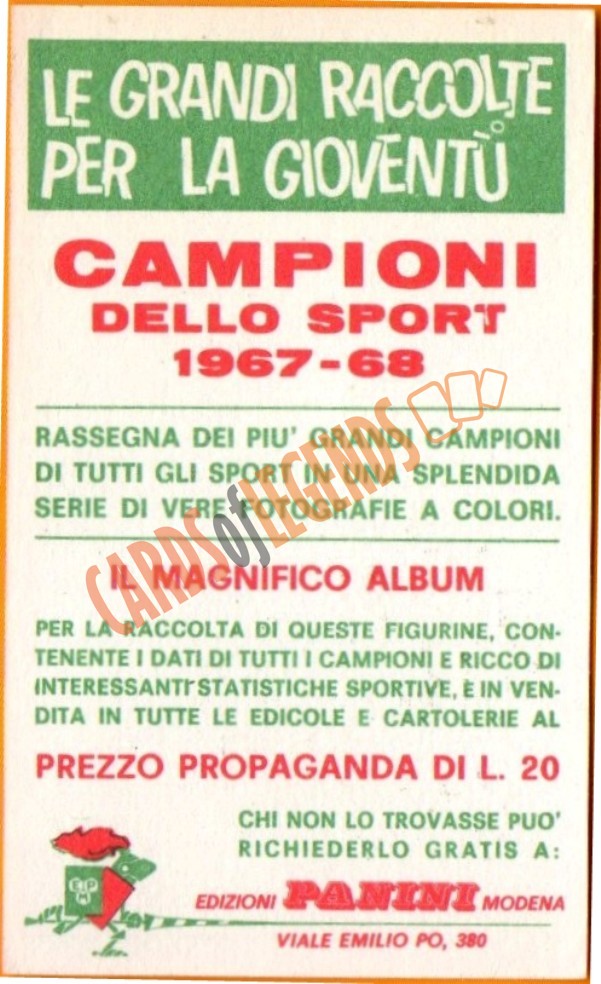 LE GRANDI RACCOLTE
PER LA GIOVENTÙ
CAMPIONI
DELLO SPORT
1967-68
RASSEGNA DEI PIU' GRANDI CAMPIONI
DI TUTTI GLI SPORT IN UNA SPLENDIDA
SERIE DI VERE FOTOGRAFIE A COLORI.
CARDSofLEGENDS
IL MAGNIFICO ALBUM
PER LA RACCOLTA DI QUESTE FIGURINE, CON-
TENENTE I DATI DI TUTTI I CAMPIONI E RICCO DI
INTERESSANTI STATISTICHE SPORTIVE, È IN VEN-
DITA IN TUTTE LE EDICOLE E CARTOLERIE AL
PREZZO PROPAGANDA DI L. 20
CHI NON LO TROVASSE PUO'
RICHIEDERLO GRATIS A:
E P
M
EDIZIONI PANINI MODENA
VIALE EMILIO PO, 380